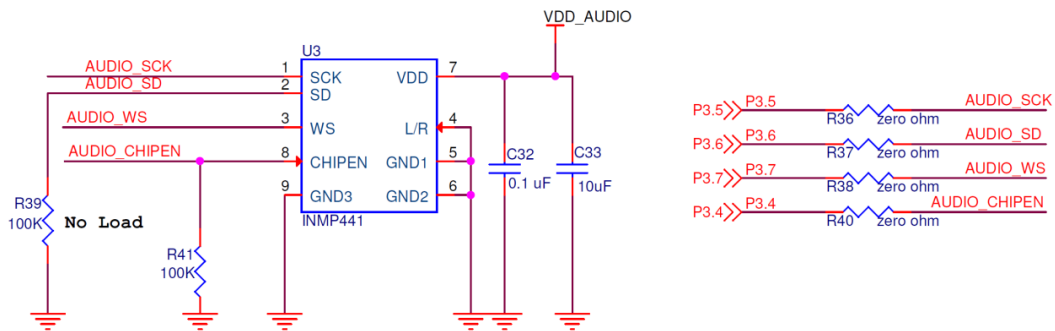 VDD_AUDIO
U3
AUDIO_SCK 1 SCK VDD 7
AUDIO_SD 2 SD
AUDIO_WS 3 WS L/R 4
AUDIO_CHIPEN 8 CHIPEN GND1 5
9 GND3 GND2 6
INMP441
C32
0.1 uF
C33
10uF
R39
100K
No Load
R41
100K
P3.5 P3.5 R36 zero ohm AUDIO_SCK
P3.6 P3.6 R37 zero ohm AUDIO_SD
P3.7 P3.7 R38 zero ohm AUDIO_WS
P3.4 P3.4 R40 zero ohm AUDIO_CHIPEN